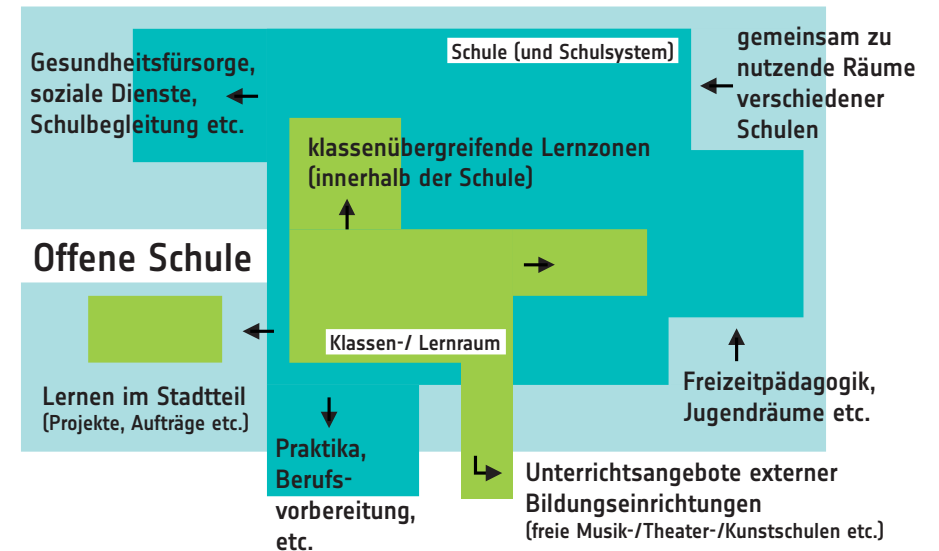 Gesundheitsfürsorge,
soziale Dienste,
Schulbegleitung etc.
Schule (und Schulsystem)
gemeinsam zu
nutzende Räume
verschiedener
Schulen
klassenübergreifende Lernzonen
(innerhalb der Schule)
Offene Schule
Klassen-/ Lernraum
Lernen im Stadtteil
(Projekte, Aufträge etc.)
Freizeitpädagogik,
Jugendräume etc.
Praktika,
Berufs-
vorbereitung,
etc.
Unterrichtsangebote externer
Bildungseinrichtungen
(freie Musik-/Theater-/Kunstschulen etc.)